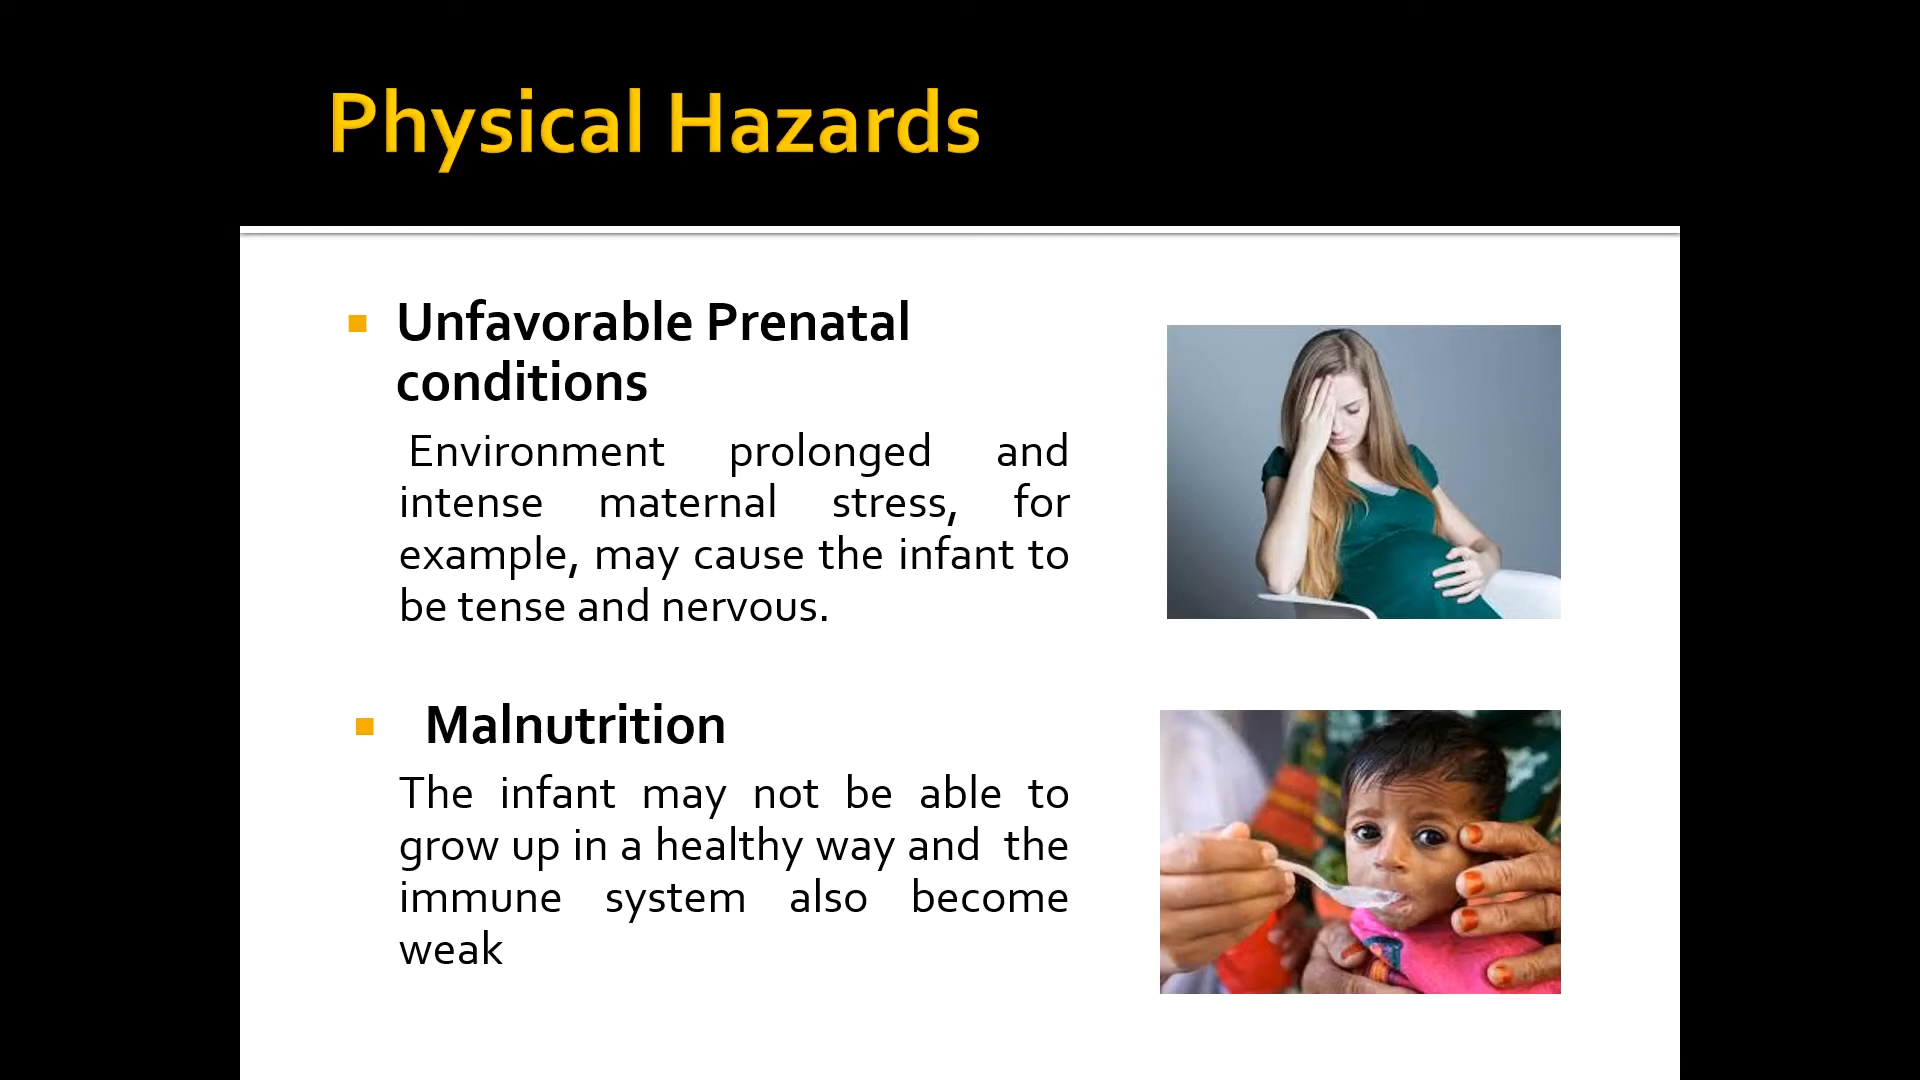 Physical Hazards
Unfavorable Prenatal
conditions
Environment prolonged and
intense maternal stress, for
example, may cause the infant to
be tense and nervous.
Malnutrition
The infant may not be able to
grow up in a healthy way and the
immune system also become
weak